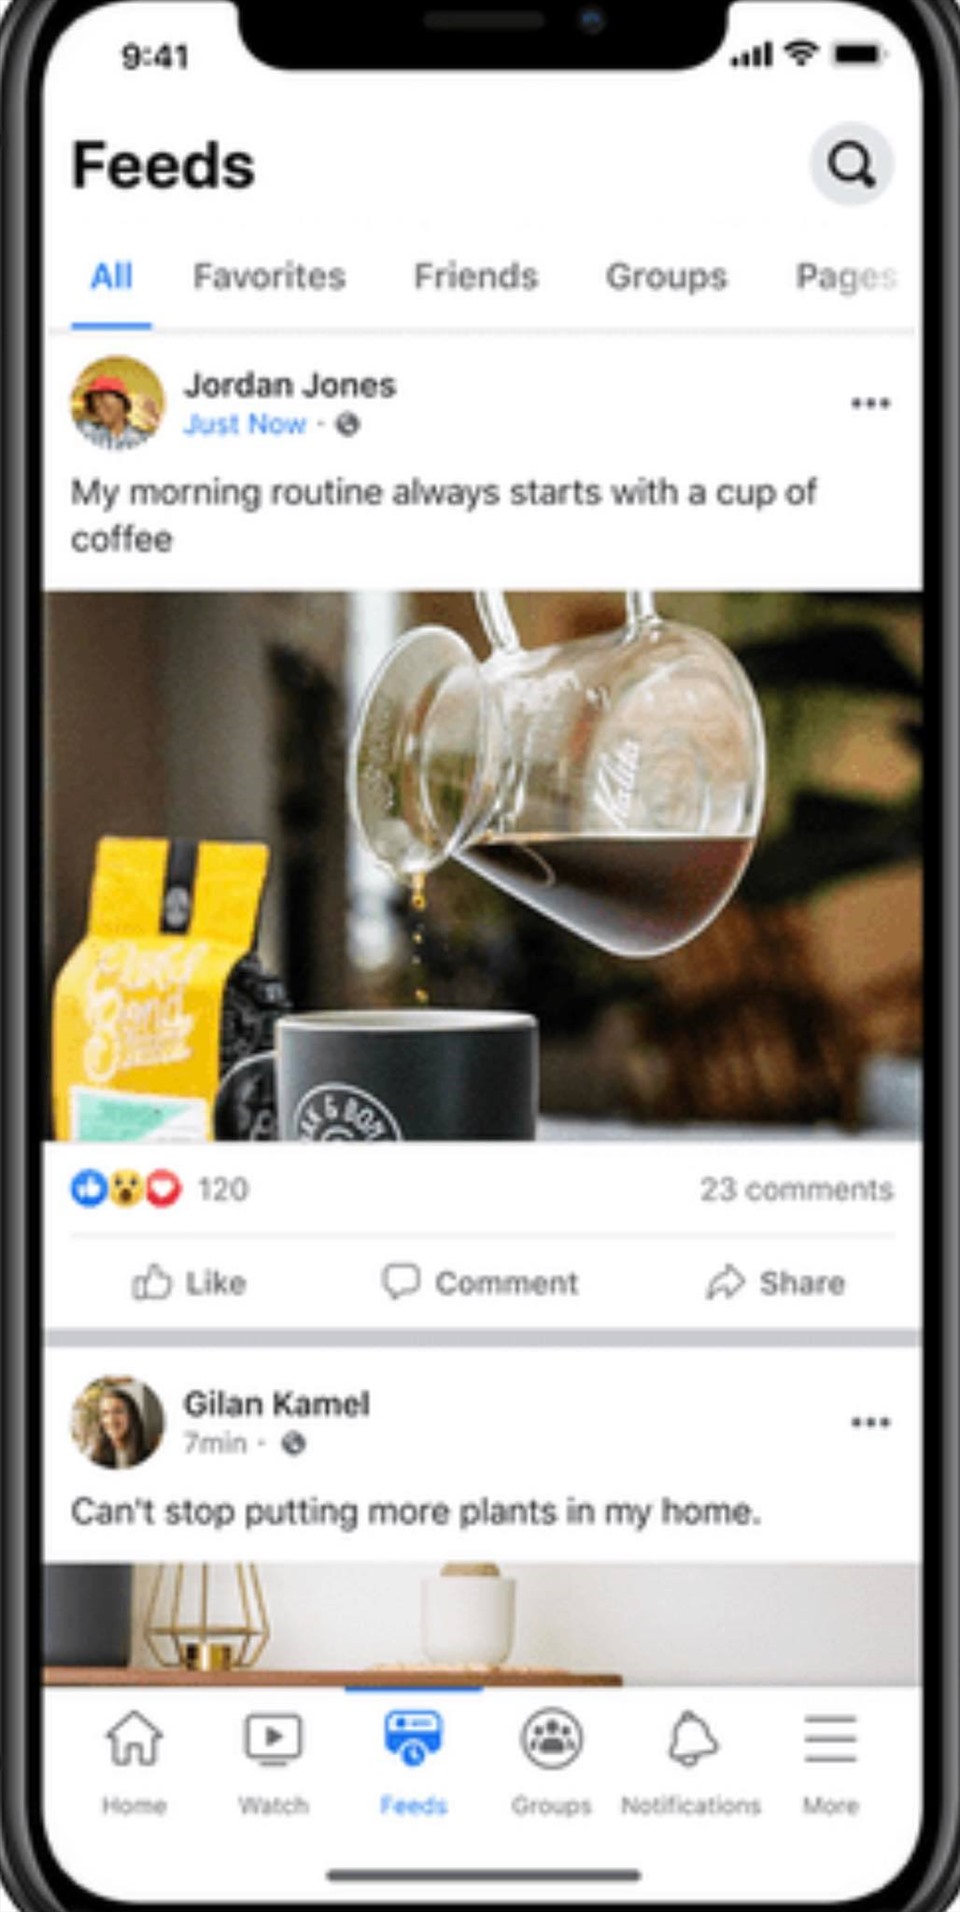 9:41
Feeds
All Favorites Friends Groups Pages
Jordan Jones
Just Now ·
My morning routine always starts with a cup of
coffee
Kalita
120 23 comments
Like Comment Share
Gilan Kamel
7min ·
Can't stop putting more plants in my home.
Home Watch Feeds Groups Notifications More